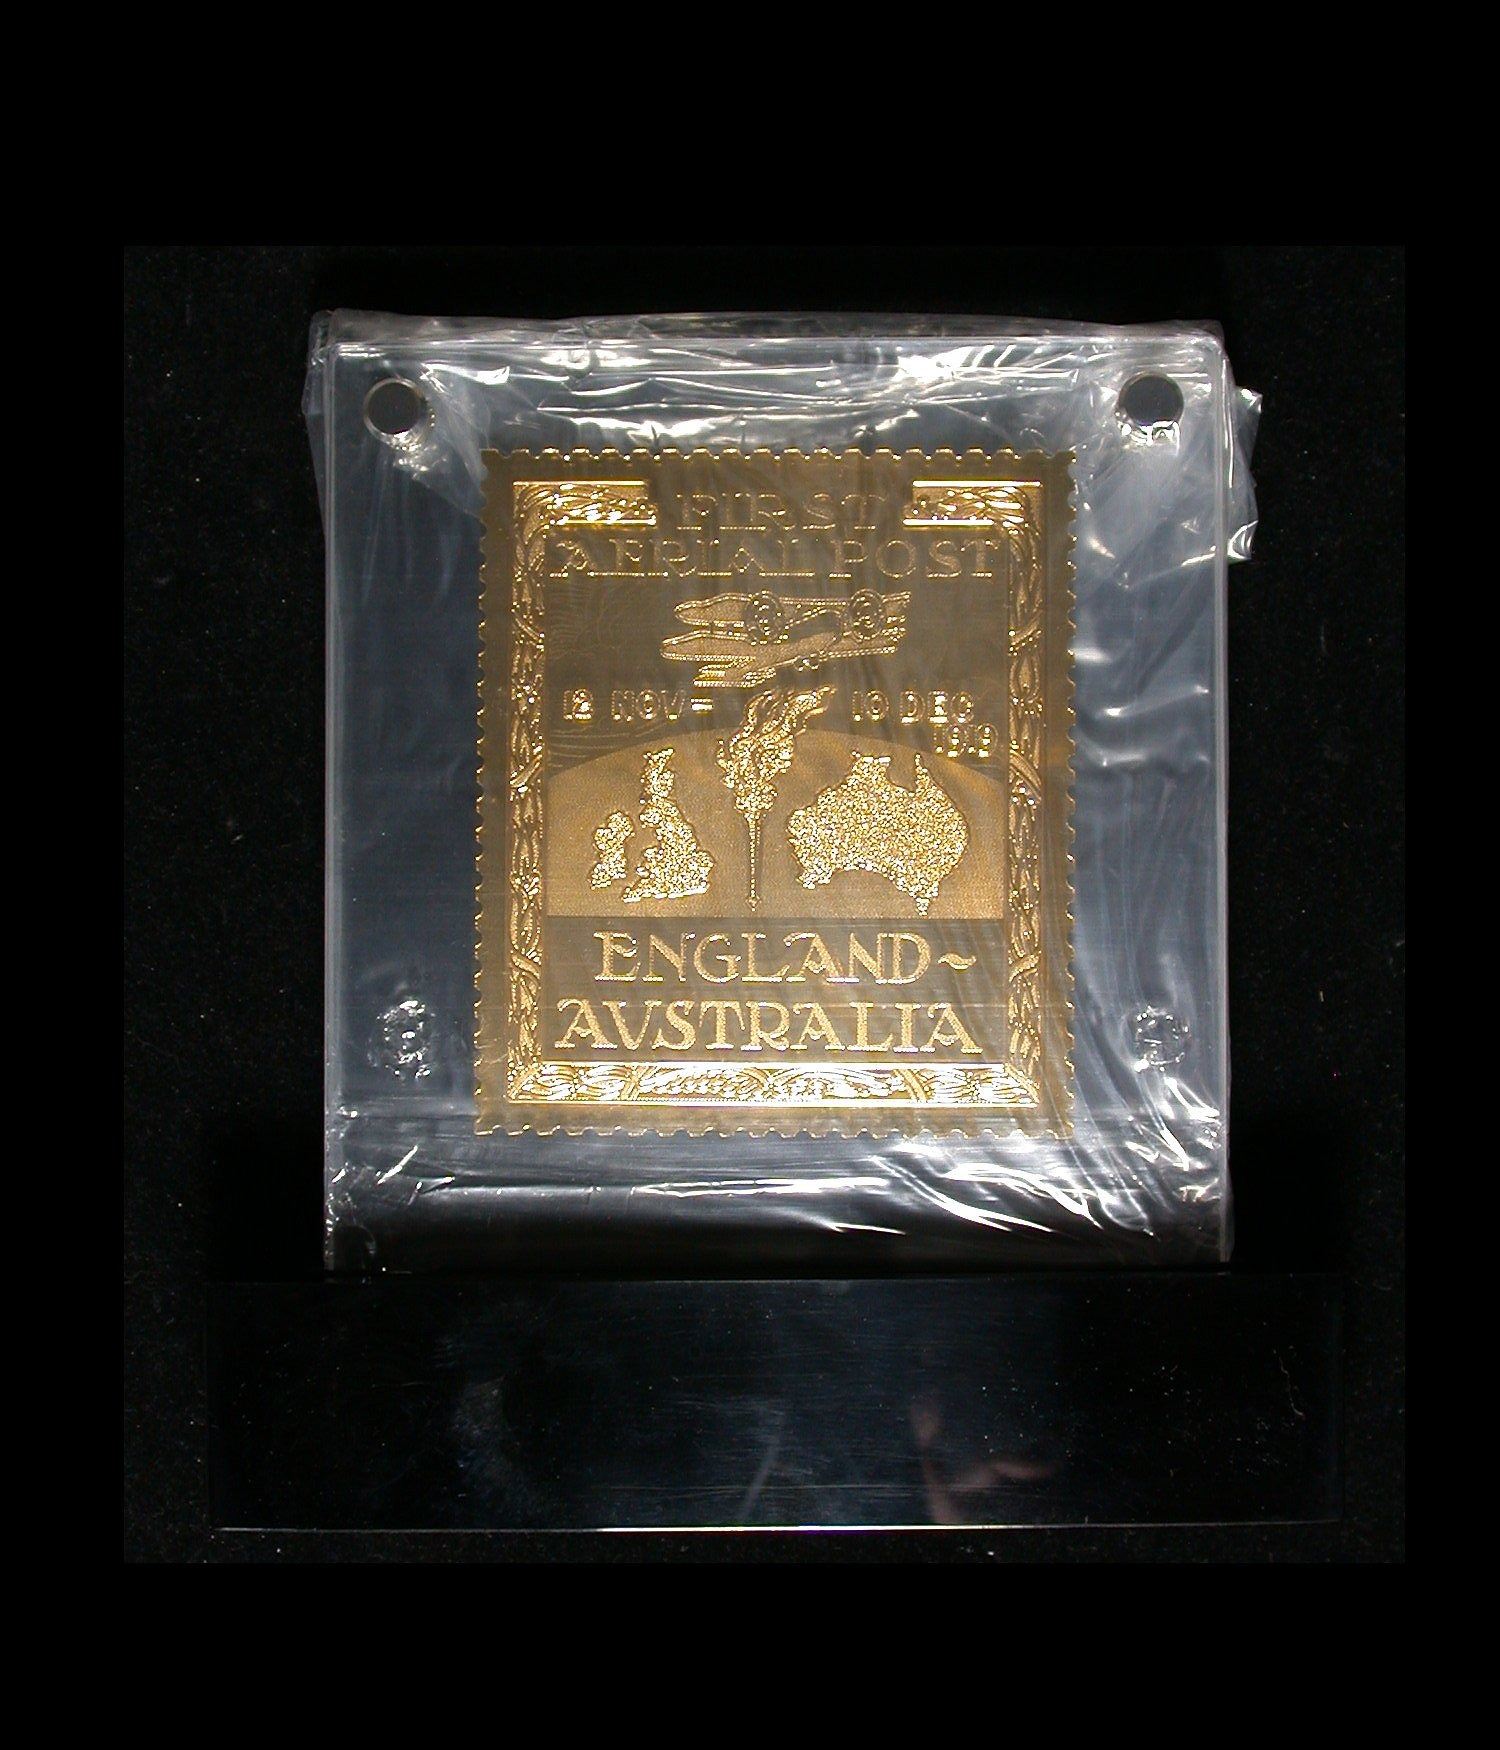 FIRST
AERIAL POST
12 NOV - 10 DEC
1919
ENGLAND~
AVSTRALIA